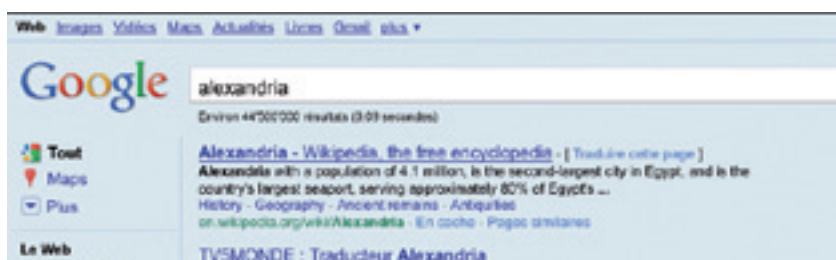 Web Images Vidéos Maps Actualités Livres Gmail plus ▼
Google
alexandria
Environ 44'500'000 résultats (0.09 secondes)
Tout
Maps
Plus
Alexandria - Wikipedia, the free encyclopedia - [ Traduire cette page ]
Alexandria with a population of 4.1 million, is the second-largest city in Egypt, and is the
country's largest seaport, serving approximately 80% of Egypt's ...
History - Geography - Ancient remains - Antiquities
en.wikipedia.org/wiki/Alexandria - En cache - Pages similaires
Le Web
TV5MONDE : Traducteur Alexandria